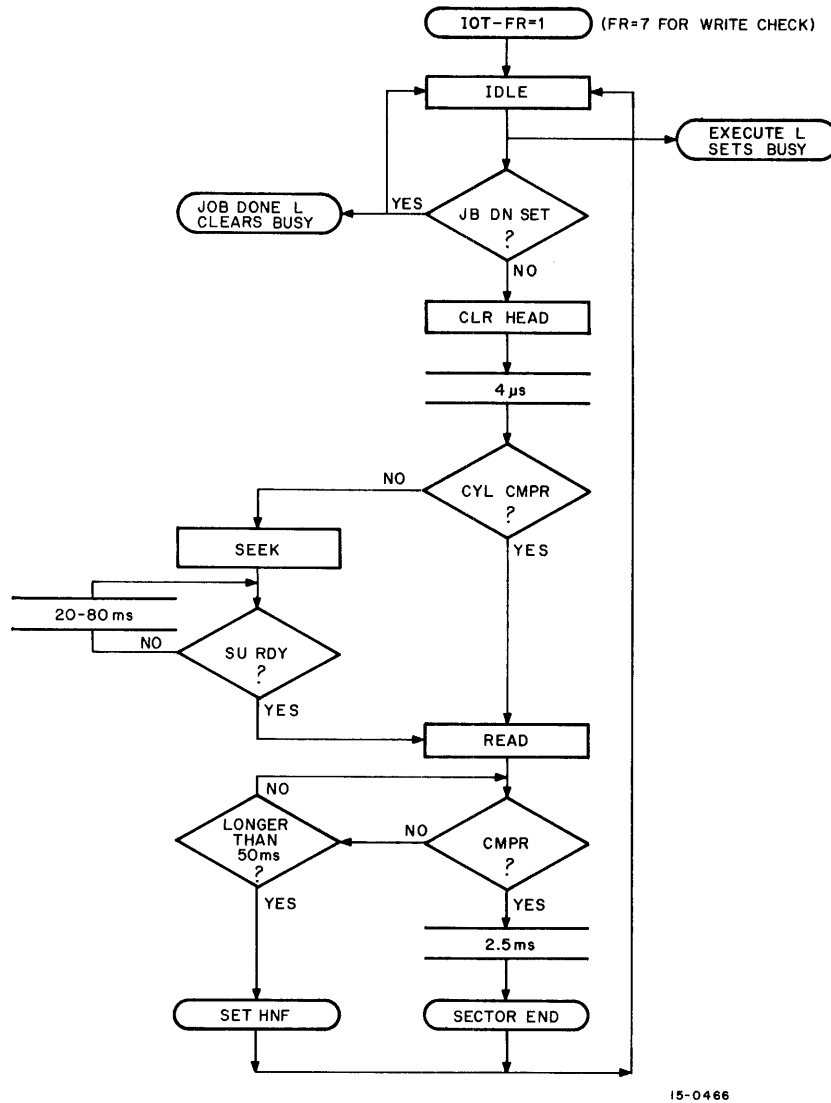 IOT-FR=1 (FR=7 FOR WRITE CHECK)
IDLE
EXECUTE L
SETS BUSY
JOB DONE L
CLEARS BUSY
YES
JB DN SET
?
NO
CLR HEAD
4 µs
NO
CYL CMPR
?
YES
SEEK
20-80 ms
NO
SU RDY
?
YES
READ
NO
LONGER
THAN
50ms
?
YES
NO
CMPR
?
YES
2.5 ms
SET HNF
SECTOR END
15-0466